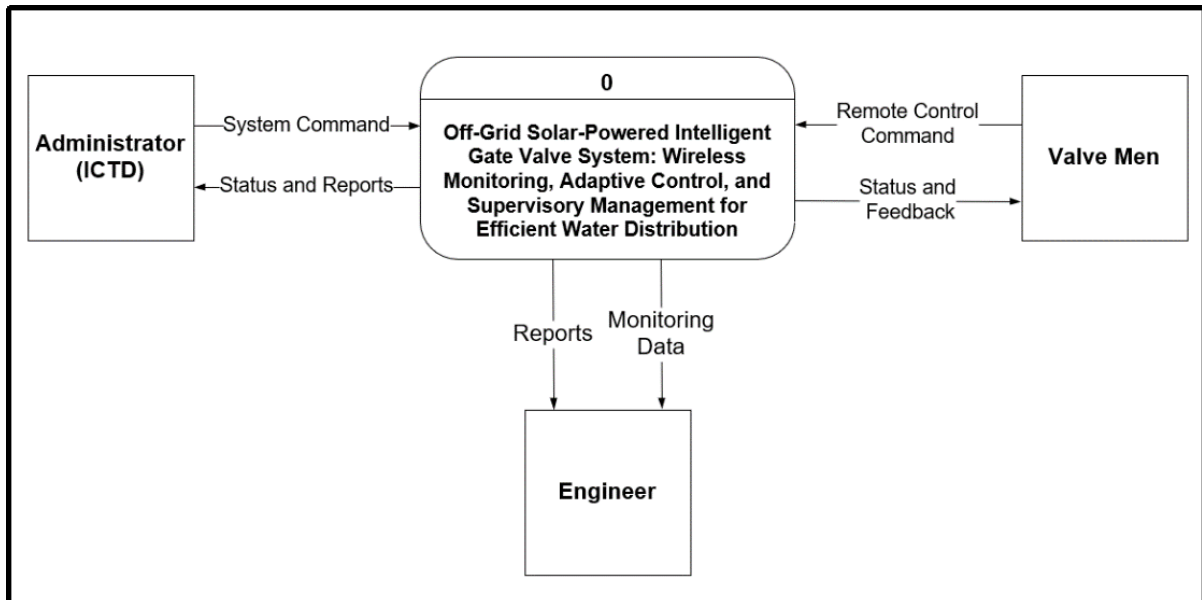 0
Administrator
(ICTD)
System Command
Status and Reports
Off-Grid Solar-Powered Intelligent
Gate Valve System: Wireless
Monitoring, Adaptive Control, and
Supervisory Management for
Efficient Water Distribution
Remote Control
Command
Status and
Feedback
Valve Men
Reports
Monitoring
Data
Engineer